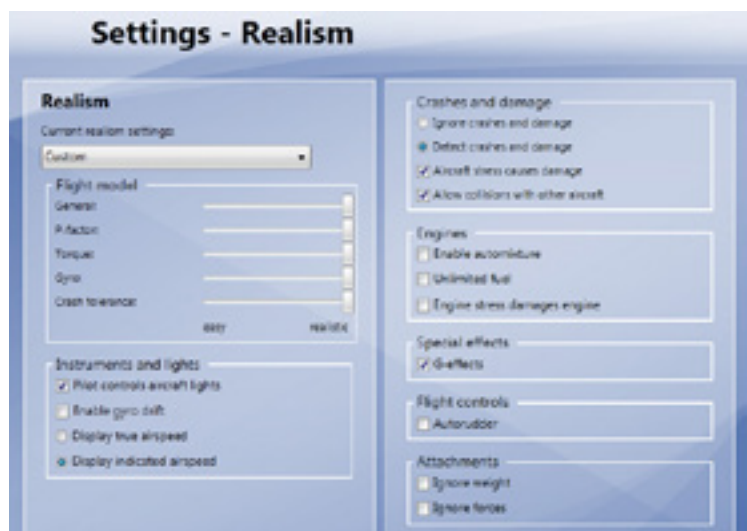 Settings - Realism
Realism
Current realism settings:
Custom
Flight model
General:
P-factor:
Torque:
Gyro:
Crash tolerance:
easy realistic
Instruments and lights
Pilot controls aircraft lights
Enable gyro drift
Display true airspeed
Display indicated airspeed
Crashes and damage
Ignore crashes and damage
Detect crashes and damage
Aircraft stress causes damage
Allow collisions with other aircraft
Engines
Enable automixture
Unlimited fuel
Engine stress damages engine
Special effects
G-effects
Flight controls
Autorudder
Attachments
Ignore weight
Ignore forces